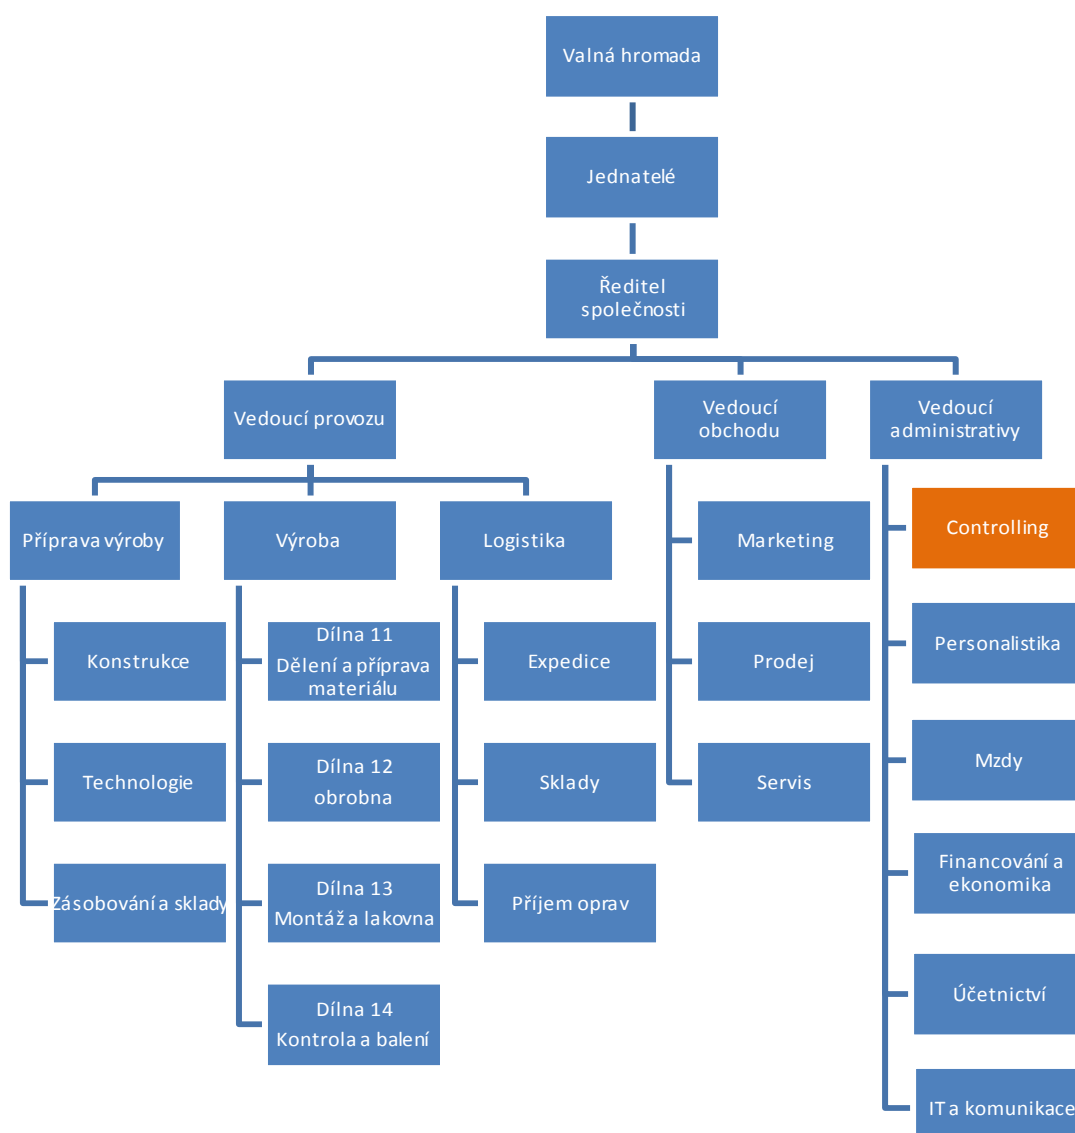 Valná hromada
Jednatelé
Ředitel
společnosti
Vedoucí provozu
Vedoucí
obchodu
Vedoucí
administrativy
Příprava výroby
Výroba
Logistika
Marketing
Controlling
Konstrukce
Dílna 11
Dělení a příprava
materiálu
Expedice
Prodej
Personalistika
Technologie
Dílna 12
obrobna
Sklady
Servis
Mzdy
Zásobování a sklady
Dílna 13
Montáž a lakovna
Příjem oprav
Financování a
ekonomika
Dílna 14
Kontrola a balení
Účetnictví
IT a komunikace